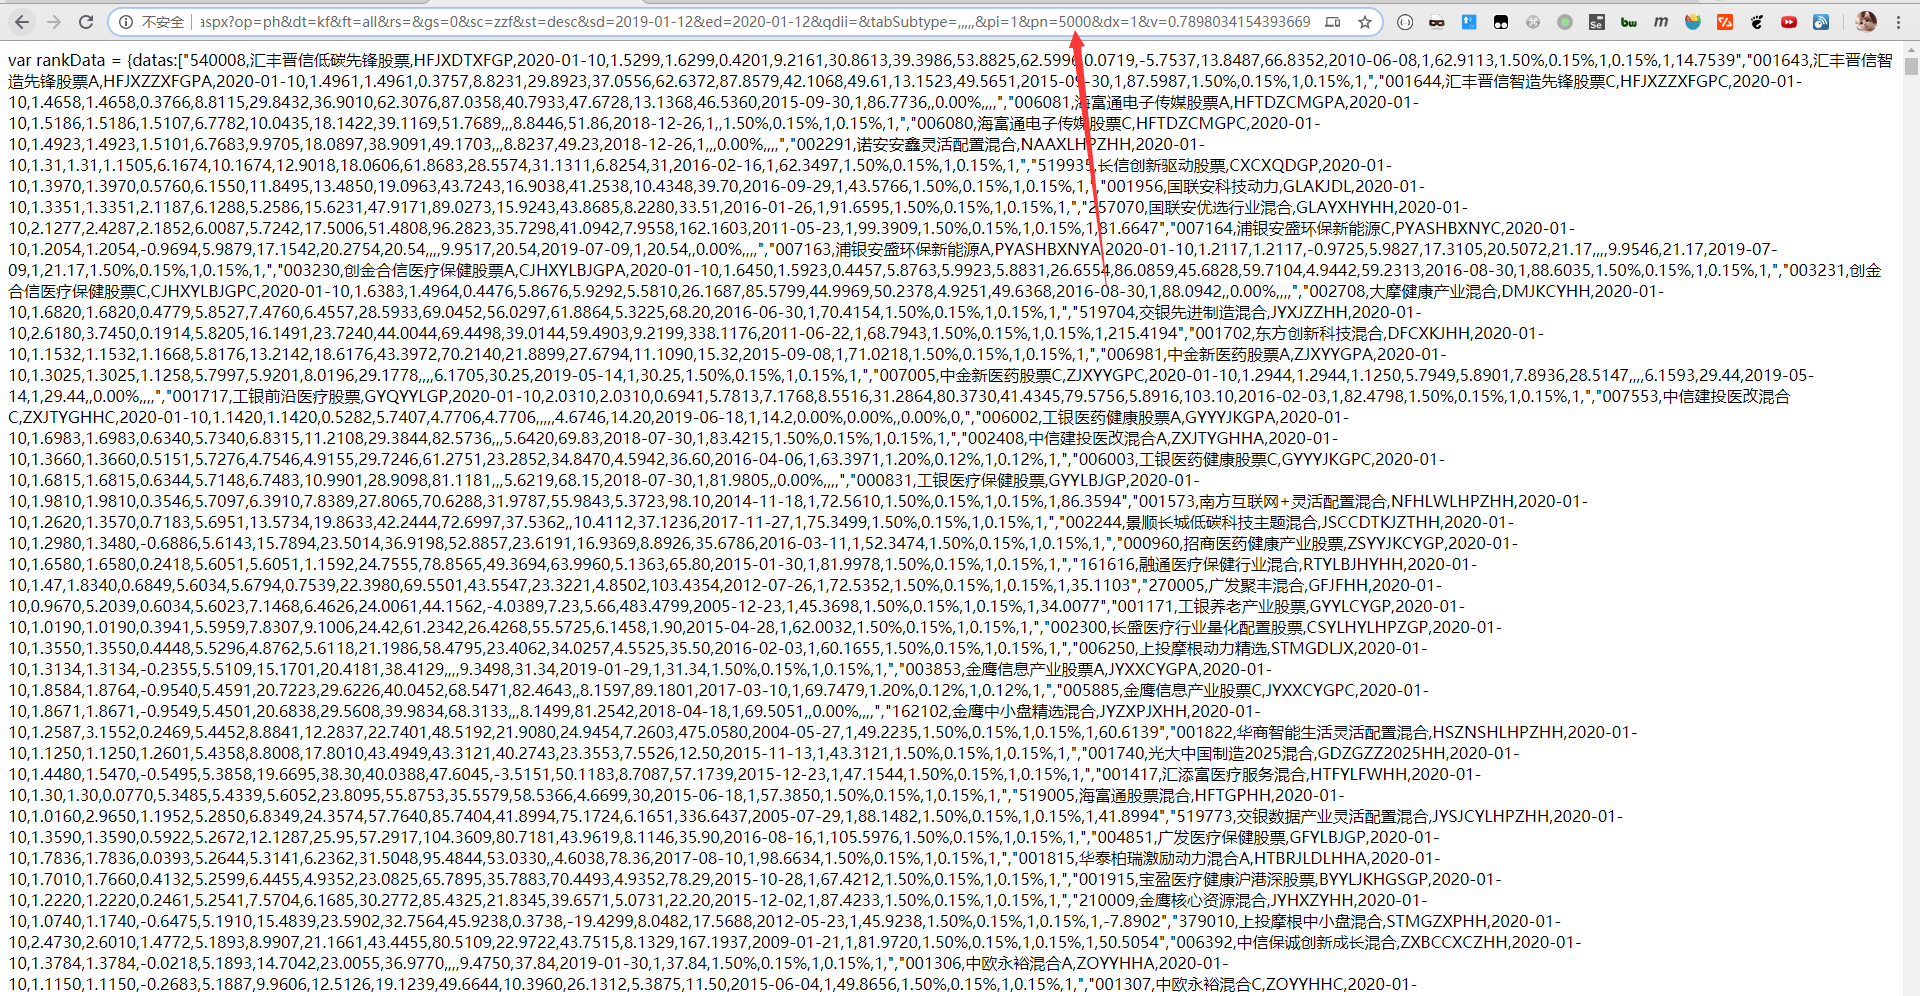 不安全 aspx?op=ph&dt=kf&ft=all&rs=&gs=0&sc=zzf&st=desc&sd=2019-01-12&ed=2020-01-12&qdii=&tabSubtype=,,,,,&pi=1&pn=5000&dx=1&v=0.7898034154393669
var rankData = {datas:["540008,汇丰晋信低碳先锋股票,HFJXDTXFGP,2020-01-10,1.5299,1.6299,0.4201,9.2161,30.8613,39.3986,53.8825,62.5996,0.0719,-5.7537,13.8487,66.8352,2010-06-08,1,62.9113,1.50%,0.15%,1,0.15%,1,14.7539","001643,汇丰晋信智
造先锋股票A,HFJXZZXFGPA,2020-01-10,1.4961,1.4961,0.3757,8.8231,29.8923,37.0556,62.6372,87.8579,42.1068,49.61,13.1523,49.5651,2015-09-30,1,87.5987,1.50%,0.15%,1,0.15%,1,","001644,汇丰晋信智造先锋股票C,HFJXZZXFGPC,2020-01-
10,1.4658,1.4658,0.3766,8.8115,29.8432,36.9010,62.3076,87.0358,40.7933,47.6728,13.1368,46.5360,2015-09-30,1,86.7736,,0.00%,,,,","006081,海富通电子传媒股票A,HFTDZCMGPA,2020-01-
10,1.5186,1.5186,1.5107,6.7782,10.0435,18.1422,39.1169,51.7689,,,8.8446,51.86,2018-12-26,1,,1.50%,0.15%,1,0.15%,1,","006080,海富通电子传媒股票C,HFTDZCMGPC,2020-01-
10,1.4923,1.4923,1.5101,6.7683,9.9705,18.0897,38.9091,49.1703,,,8.8237,49.23,2018-12-26,1,,,0.00%,,,,","002291,诺安安鑫灵活配置混合,NAAXLHPZHH,2020-01-
10,1.31,1.31,1.1505,6.1674,10.1674,12.9018,18.0606,61.8683,28.5574,31.1311,6.8254,31,2016-02-16,1,62.3497,1.50%,0.15%,1,0.15%,1,","519935,长信创新驱动股票,CXCXQDGP,2020-01-
10,1.3970,1.3970,0.5760,6.1550,11.8495,13.4850,19.0963,43.7243,16.9038,41.2538,10.4348,39.70,2016-09-29,1,43.5766,1.50%,0.15%,1,0.15%,1,","001956,国联安科技动力,GLAKJDL,2020-01-
10,1.3351,1.3351,2.1187,6.1288,5.2586,15.6231,47.9171,89.0273,15.9243,43.8685,8.2280,33.51,2016-01-26,1,91.6595,1.50%,0.15%,1,0.15%,1,","257070,国联安优选行业混合,GLAYXHYHH,2020-01-
10,2.1277,2.4287,2.1852,6.0087,5.7242,17.5006,51.4808,96.2823,35.7298,41.0942,7.9558,162.1603,2011-05-23,1,99.3909,1.50%,0.15%,1,0.15%,1,81.6647","007164,浦银安盛环保新能源C,PYASHBXNYC,2020-01-
10,1.2054,1.2054,-0.9694,5.9879,17.1542,20.2754,20.54,,,,9.9517,20.54,2019-07-09,1,20.54,,0.00%,,,,","007163,浦银安盛环保新能源A,PYASHBXNYA,2020-01-10,1.2117,1.2117,-0.9725,5.9827,17.3105,20.5072,21.17,,,,9.9546,21.17,2019-07-
09,1,21.17,1.50%,0.15%,1,0.15%,1,","003230,创金合信医疗保健股票A,CJHXYLBJGPA,2020-01-10,1.6450,1.5923,0.4457,5.8763,5.9923,5.8831,26.6554,86.0859,45.6828,59.7104,4.9442,59.2313,2016-08-30,1,88.6035,1.50%,0.15%,1,0.15%,1,","003231,创金
合信医疗保健股票C,CJHXYLBJGPC,2020-01-10,1.6383,1.4964,0.4476,5.8676,5.9292,5.5810,26.1687,85.5799,44.9969,50.2378,4.9251,49.6368,2016-08-30,1,88.0942,,0.00%,,,,","002708,大摩健康产业混合,DMJKCYHH,2020-01-
10,1.6820,1.6820,0.4779,5.8527,7.4760,6.4557,28.5933,69.0452,56.0297,61.8864,5.3225,68.20,2016-06-30,1,70.4154,1.50%,0.15%,1,0.15%,1,","519704,交银先进制造混合,JYXJZZHH,2020-01-
10,2.6180,3.7450,0.1914,5.8205,16.1491,23.7240,44.0044,69.4498,39.0144,59.4903,9.2199,338.1176,2011-06-22,1,68.7943,1.50%,0.15%,1,0.15%,1,215.4194","001702,东方创新科技混合,DFCXKJHH,2020-01-
10,1.1532,1.1532,1.1668,5.8176,13.2142,18.6176,43.3972,70.2140,21.8899,27.6794,11.1090,15.32,2015-09-08,1,71.0218,1.50%,0.15%,1,0.15%,1,","006981,中金新医药股票A,ZJXYYGPA,2020-01-
10,1.3025,1.3025,1.1258,5.7997,5.9201,8.0196,29.1778,,,,6.1705,30.25,2019-05-14,1,30.25,1.50%,0.15%,1,0.15%,1,","007005,中金新医药股票C,ZJXYYGPC,2020-01-10,1.2944,1.2944,1.1250,5.7949,5.8901,7.8936,28.5147,,,,6.1593,29.44,2019-05-
14,1,29.44,,0.00%,,,,","001717,工银前沿医疗股票,GYQYYLGP,2020-01-10,2.0310,2.0310,0.6941,5.7813,7.1768,8.5516,31.2864,80.3730,41.4345,79.5756,5.8916,103.10,2016-02-03,1,82.4798,1.50%,0.15%,1,0.15%,1,","007553,中信建投医改混合
C,ZXJTYGHHC,2020-01-10,1.1420,1.1420,0.5282,5.7407,4.7706,4.7706,,,,,4.6746,14.20,2019-06-18,1,14.2,0.00%,0.00%,,0.00%,0,","006002,工银医药健康股票A,GYYYJKGPA,2020-01-
10,1.6983,1.6983,0.6340,5.7340,6.8315,11.2108,29.3844,82.5736,,,5.6420,69.83,2018-07-30,1,83.4215,1.50%,0.15%,1,0.15%,1,","002408,中信建投医改混合A,ZXJTYGHHA,2020-01-
10,1.3660,1.3660,0.5151,5.7276,4.7546,4.9155,29.7246,61.2751,23.2852,34.8470,4.5942,36.60,2016-04-06,1,63.3971,1.20%,0.12%,1,0.12%,1,","006003,工银医药健康股票C,GYYYJKGPC,2020-01-
10,1.6815,1.6815,0.6344,5.7148,6.7483,10.9901,28.9098,81.1181,,,5.6219,68.15,2018-07-30,1,81.9805,,0.00%,,,,","000831,工银医疗保健股票,GYYLBJGP,2020-01-
10,1.9810,1.9810,0.3546,5.7097,6.3910,7.8389,27.8065,70.6288,31.9787,55.9843,5.3723,98.10,2014-11-18,1,72.5610,1.50%,0.15%,1,0.15%,1,86.3594","001573,南方互联网+灵活配置混合,NFHLWLHPZHH,2020-01-
10,1.2620,1.3570,0.7183,5.6951,13.5734,19.8633,42.2444,72.6997,37.5362,,10.4112,37.1236,2017-11-27,1,75.3499,1.50%,0.15%,1,0.15%,1,","002244,景顺长城低碳科技主题混合,JSCCDTKJZTHH,2020-01-
10,1.2980,1.3480,-0.6886,5.6143,15.7894,23.5014,36.9198,52.8857,23.6191,16.9369,8.8926,35.6786,2016-03-11,1,52.3474,1.50%,0.15%,1,0.15%,1,","000960,招商医药健康产业股票,ZSYYJKCYGP,2020-01-
10,1.6580,1.6580,0.2418,5.6051,5.6051,1.1592,24.7555,78.8565,49.3694,63.9960,5.1363,65.80,2015-01-30,1,81.9978,1.50%,0.15%,1,0.15%,1,","161616,融通医疗保健行业混合,RTYLBJHYHH,2020-01-
10,1.47,1.8340,0.6849,5.6034,5.6794,0.7539,22.3980,69.5501,43.5547,23.3221,4.8502,103.4354,2012-07-26,1,72.5352,1.50%,0.15%,1,0.15%,1,35.1103","270005,广发聚丰混合,GFJFHH,2020-01-
10,0.9670,5.2039,0.6034,5.6023,7.1468,6.4626,24.0061,44.1562,-4.0389,7.23,5.66,483.4799,2005-12-23,1,45.3698,1.50%,0.15%,1,0.15%,1,34.0077","001171,工银养老产业股票,GYYLCYGP,2020-01-
10,1.0190,1.0190,0.3941,5.5959,7.8307,9.1006,24.42,61.2342,26.4268,55.5725,6.1458,1.90,2015-04-28,1,62.0032,1.50%,0.15%,1,0.15%,1,","002300,长盛医疗行业量化配置股票,CSYLHYLHPZGP,2020-01-
10,1.3550,1.3550,0.4448,5.5296,4.8762,5.6118,21.1986,58.4795,23.4062,34.0257,4.5525,35.50,2016-02-03,1,60.1655,1.50%,0.15%,1,0.15%,1,","006250,上投摩根动力精选,STMGDLJX,2020-01-
10,1.3134,1.3134,-0.2355,5.5109,15.1701,20.4181,38.4129,,,,9.3498,31.34,2019-01-29,1,31.34,1.50%,0.15%,1,0.15%,1,","003853,金鹰信息产业股票A,JYXXCYGPA,2020-01-
10,1.8584,1.8764,-0.9540,5.4591,20.7223,29.6226,40.0452,68.5471,82.4643,,8.1597,89.1801,2017-03-10,1,69.7479,1.20%,0.12%,1,0.12%,1,","005885,金鹰信息产业股票C,JYXXCYGPC,2020-01-
10,1.8671,1.8671,-0.9549,5.4501,20.6838,29.5608,39.9834,68.3133,,,8.1499,81.2542,2018-04-18,1,69.5051,,0.00%,,,,","162102,金鹰中小盘精选混合,JYZXPJXHH,2020-01-
10,1.2587,3.1552,0.2469,5.4452,8.8841,12.2837,22.7401,48.5192,21.9080,24.9454,7.2603,475.0580,2004-05-27,1,49.2235,1.50%,0.15%,1,0.15%,1,60.6139","001822,华商智能生活灵活配置混合,HSZNSHLHPZHH,2020-01-
10,1.1250,1.1250,1.2601,5.4358,8.8008,17.8010,43.4949,43.3121,40.2743,23.3553,7.5526,12.50,2015-11-13,1,43.3121,1.50%,0.15%,1,0.15%,1,","001740,光大中国制造2025混合,GDZGZZ2025HH,2020-01-
10,1.4480,1.5470,-0.5495,5.3858,19.6695,38.30,40.0388,47.6045,-3.5151,50.1183,8.7087,57.1739,2015-12-23,1,47.1544,1.50%,0.15%,1,0.15%,1,","001417,汇添富医疗服务混合,HTFYLFWHH,2020-01-
10,1.30,1.30,0.0770,5.3485,5.4339,5.6052,23.8095,55.8753,35.5579,58.5366,4.6699,30,2015-06-18,1,57.3850,1.50%,0.15%,1,0.15%,1,","519005,海富通股票混合,HFTGPHH,2020-01-
10,1.0160,2.9650,1.1952,5.2850,6.8349,24.3574,57.7640,85.7404,41.8994,75.1724,6.1651,336.6437,2005-07-29,1,88.1482,1.50%,0.15%,1,0.15%,1,41.8994","519773,交银数据产业灵活配置混合,JYSJCYLHPZHH,2020-01-
10,1.3590,1.3590,0.5922,5.2672,12.1287,25.95,57.2917,104.3609,80.7181,43.9619,8.1146,35.90,2016-08-16,1,105.5976,1.50%,0.15%,1,0.15%,1,","004851,广发医疗保健股票,GFYLBJGP,2020-01-
10,1.7836,1.7836,0.0393,5.2644,5.3141,6.2362,31.5048,95.4844,53.0330,,4.6038,78.36,2017-08-10,1,98.6634,1.50%,0.15%,1,0.15%,1,","001815,华泰柏瑞激励动力混合A,HTBRJLDLHHA,2020-01-
10,1.7010,1.7660,0.4132,5.2599,6.4455,4.9352,23.0825,65.7895,35.7883,70.4493,4.9352,78.29,2015-10-28,1,67.4212,1.50%,0.15%,1,0.15%,1,","001915,宝盈医疗健康沪港深股票,BYYLJKHGSGP,2020-01-
10,1.2220,1.2220,0.2461,5.2541,7.5704,6.1685,30.2772,85.4325,21.8345,39.6571,5.0731,22.20,2015-12-02,1,87.4233,1.50%,0.15%,1,0.15%,1,","210009,金鹰核心资源混合,JYHXZYHH,2020-01-
10,1.0740,1.1740,-0.6475,5.1910,15.4839,23.5902,32.7564,45.9238,0.3738,-19.4299,8.0482,17.5688,2012-05-23,1,45.9238,1.50%,0.15%,1,0.15%,1,-7.8902","379010,上投摩根中小盘混合,STMGZXPHH,2020-01-
10,2.4730,2.6010,1.4772,5.1893,8.9907,21.1661,43.4455,80.5109,22.9722,43.7515,8.1329,167.1937,2009-01-21,1,81.9720,1.50%,0.15%,1,0.15%,1,50.5054","006392,中信保诚创新成长混合,ZXBCCXCZHH,2020-01-
10,1.3784,1.3784,-0.0218,5.1893,14.7042,23.0055,36.9770,,,,9.4750,37.84,2019-01-30,1,37.84,1.50%,0.15%,1,0.15%,1,","001306,中欧永裕混合A,ZOYYHHA,2020-01-
10,1.1150,1.1150,-0.2683,5.1887,9.9606,12.5126,19.1239,49.6644,10.3960,26.1312,5.3875,11.50,2015-06-04,1,49.8656,1.50%,0.15%,1,0.15%,1,","001307,中欧永裕混合C,ZOYYHHC,2020-01-